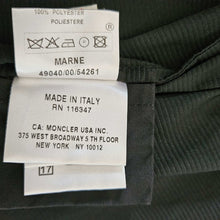 100% POLYESTER
POLIESTERE
R
MARNE
49040/00/54261
MADE IN ITALY
RN 116347
CA: MONCLER USA INC.
375 WEST BROADWAY 5 TH FLOOR
NEW YORK NY 10012
17